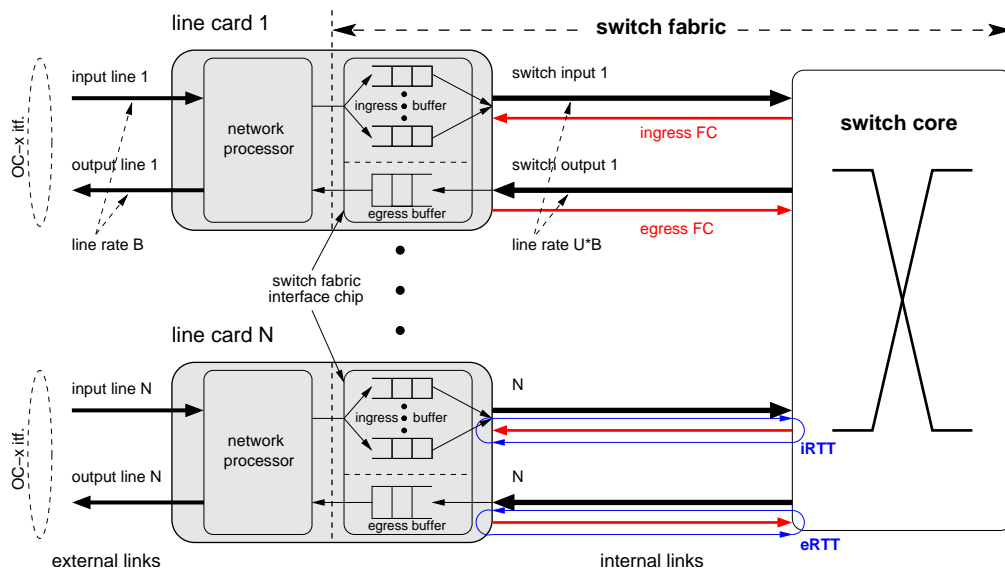 line card 1
switch fabric
OC-x itf.
input line 1
output line 1
line rate B
network
processor
ingress
buffer
egress buffer
switch input 1
ingress FC
switch output 1
egress FC
line rate U*B
switch core
switch fabric
interface chip
line card N
OC-x itf.
input line N
output line N
network
processor
ingress
buffer
egress buffer
N
iRTT
N
eRTT
external links
internal links